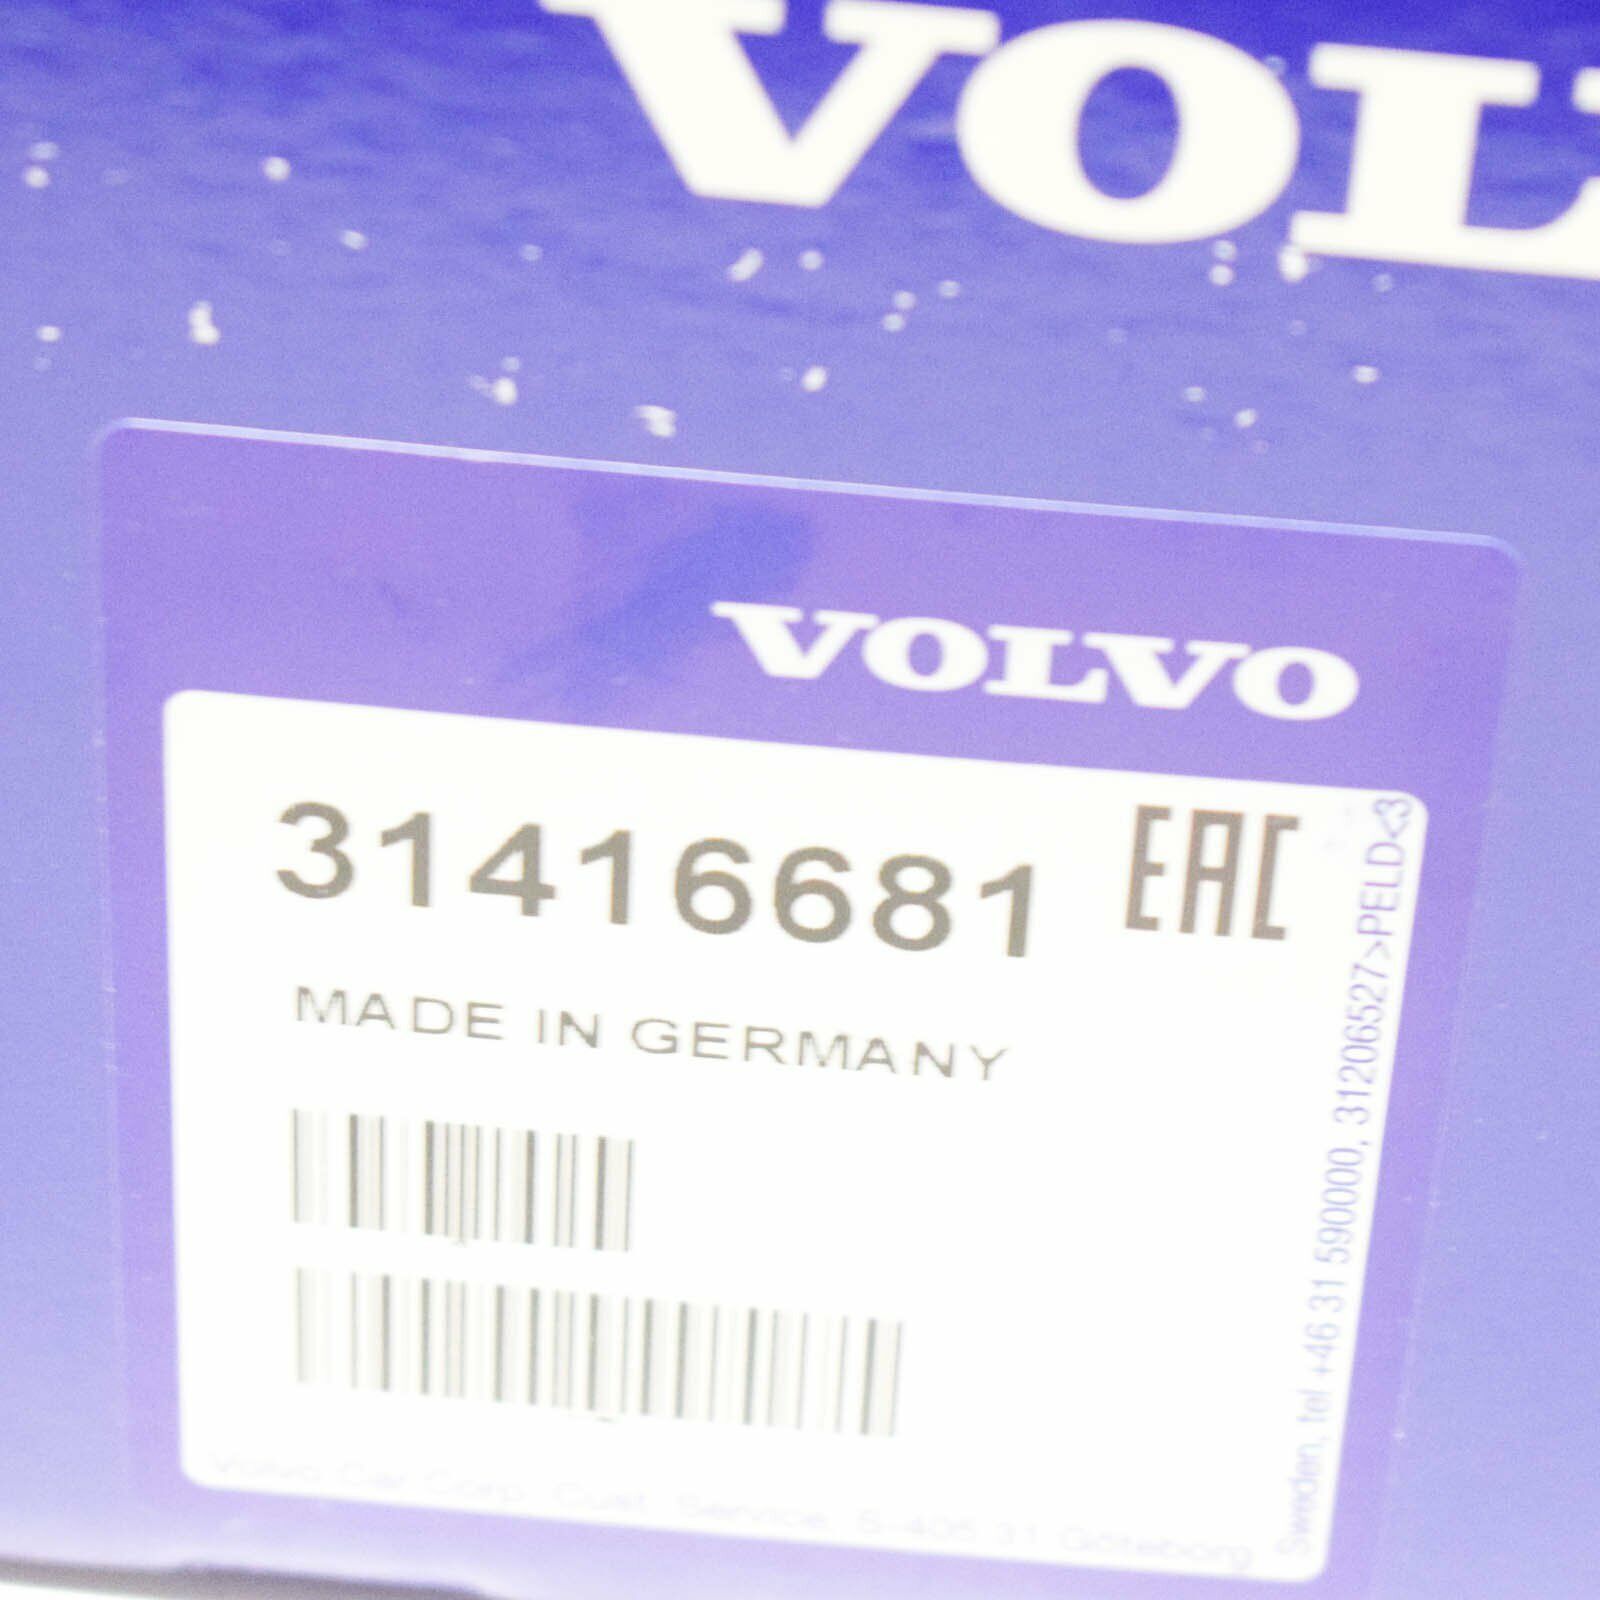 VOL
VOLVO
31416681
EAC
MADE IN GERMANY
Volvo Car Corp. Cust. Service, S-405 31 Göteborg
Sweden, tel +46 31 590000, 31206527>PELD<3